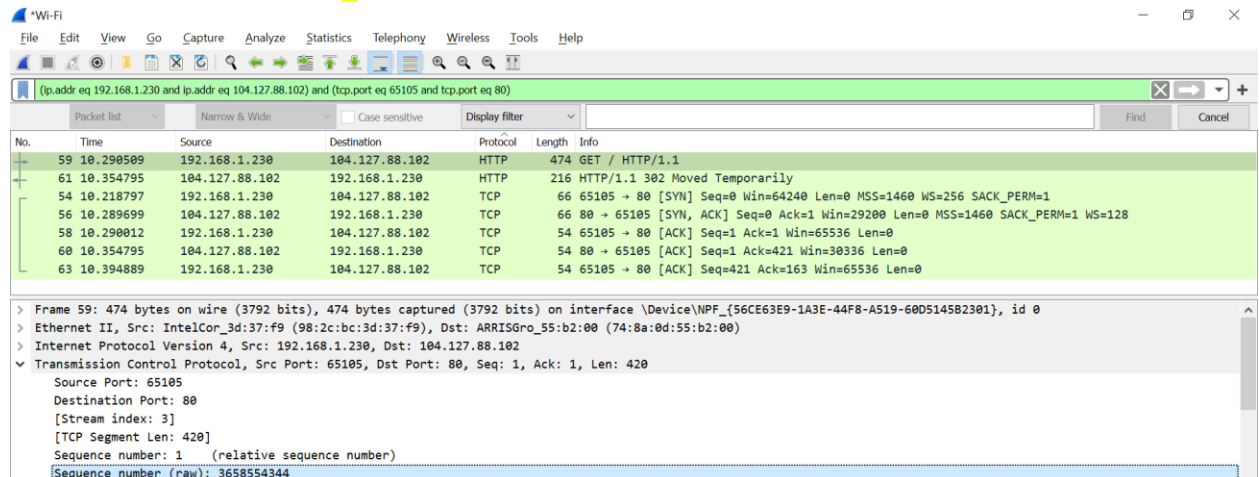 *Wi-Fi
File Edit View Go Capture Analyze Statistics Telephony Wireless Tools Help
(ip.addr eq 192.168.1.230 and ip.addr eq 104.127.88.102) and (tcp.port eq 65105 and tcp.port eq 80)
Packet list Narrow & Wide Case sensitive Display filter Find Cancel
No. Time Source Destination Protocol Length Info
59 10.290509 192.168.1.230 104.127.88.102 HTTP 474 GET / HTTP/1.1
61 10.354795 104.127.88.102 192.168.1.230 HTTP 216 HTTP/1.1 302 Moved Temporarily
54 10.218797 192.168.1.230 104.127.88.102 TCP 66 65105 → 80 [SYN] Seq=0 Win=64240 Len=0 MSS=1460 WS=256 SACK_PERM=1
56 10.289699 104.127.88.102 192.168.1.230 TCP 66 80 → 65105 [SYN, ACK] Seq=0 Ack=1 Win=29200 Len=0 MSS=1460 SACK_PERM=1 WS=128
58 10.290012 192.168.1.230 104.127.88.102 TCP 54 65105 → 80 [ACK] Seq=1 Ack=1 Win=65536 Len=0
60 10.354795 104.127.88.102 192.168.1.230 TCP 54 80 → 65105 [ACK] Seq=1 Ack=421 Win=30336 Len=0
63 10.394889 192.168.1.230 104.127.88.102 TCP 54 65105 → 80 [ACK] Seq=421 Ack=163 Win=65536 Len=0
Frame 59: 474 bytes on wire (3792 bits), 474 bytes captured (3792 bits) on interface \Device\NPF_{56CE63E9-1A3E-44F8-A519-60D5145B2301}, id 0
Ethernet II, Src: IntelCor_3d:37:f9 (98:2c:bc:3d:37:f9), Dst: ARRISGro_55:b2:00 (74:8a:0d:55:b2:00)
Internet Protocol Version 4, Src: 192.168.1.230, Dst: 104.127.88.102
Transmission Control Protocol, Src Port: 65105, Dst Port: 80, Seq: 1, Ack: 1, Len: 420
Source Port: 65105
Destination Port: 80
[Stream index: 3]
[TCP Segment Len: 420]
Sequence number: 1 (relative sequence number)
Sequence number (raw): 3658554344